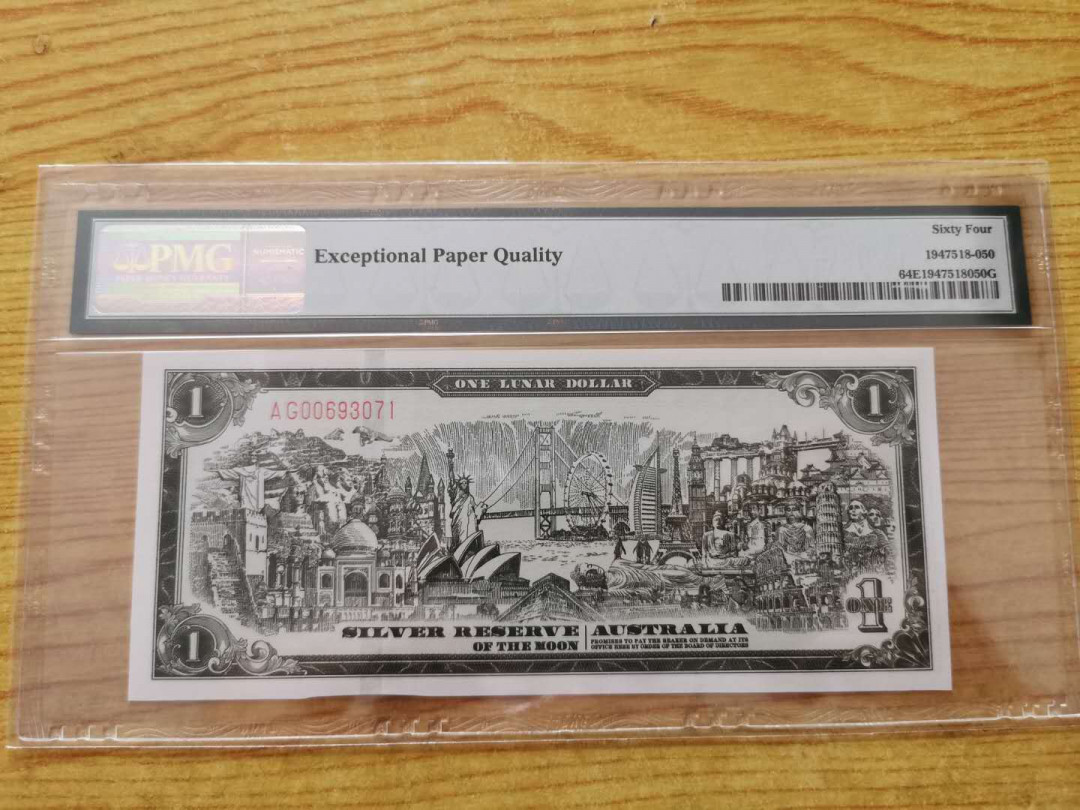 Sixty Four
PMG
NUMISMATIC
Exceptional Paper Quality
1947518-050
64E1947518050G
ONE LUNAR DOLLAR
1
1
AG00693071
ONE
1
1
SILVER RESERVE
OF THE MOON
AUSTRALIA
PROMISES TO PAY THE BEARER ON DEMAND AT ITS
OFFICE HERE BY ORDER OF THE BOARD OF DIRECTORS